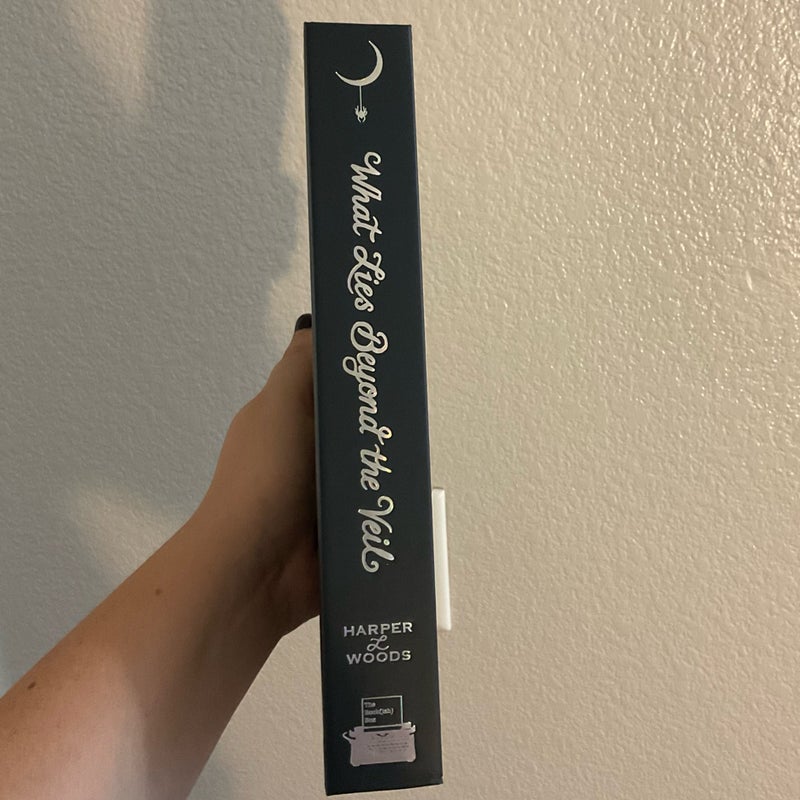 What Lies Beyond the Veil
HARPER
L
WOODS
The
Book(ish)
Box